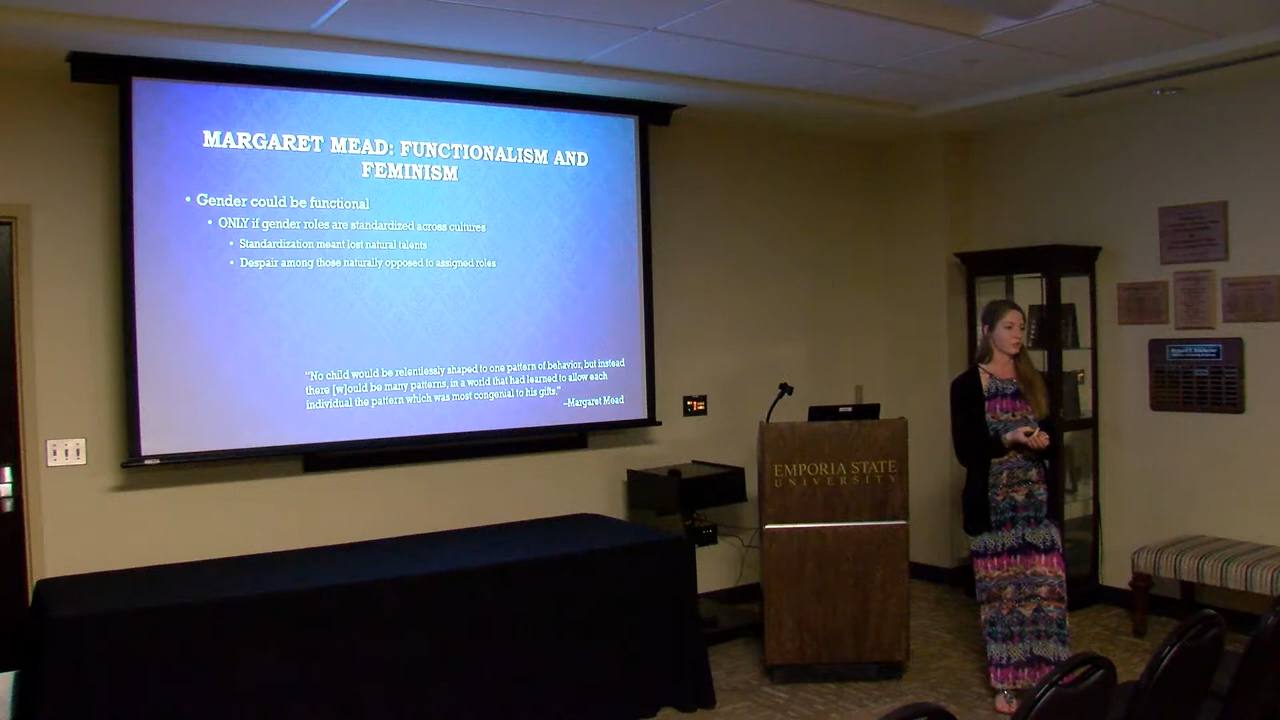 MARGARET MEAD: FUNCTIONALISM AND
FEMINISM
• Gender could be functional
• ONLY if gender roles are standardized across cultures
• Standardization meant lost natural talents
• Despair among those naturally opposed to assigned roles
"No child would be relentlessly shaped to one pattern of behavior, but instead
there [w]ould be many patterns, in a world that had learned to allow each
individual the pattern which was most congenial to his gifts."
–Margaret Mead
EMPORIA STATE
UNIVERSITY